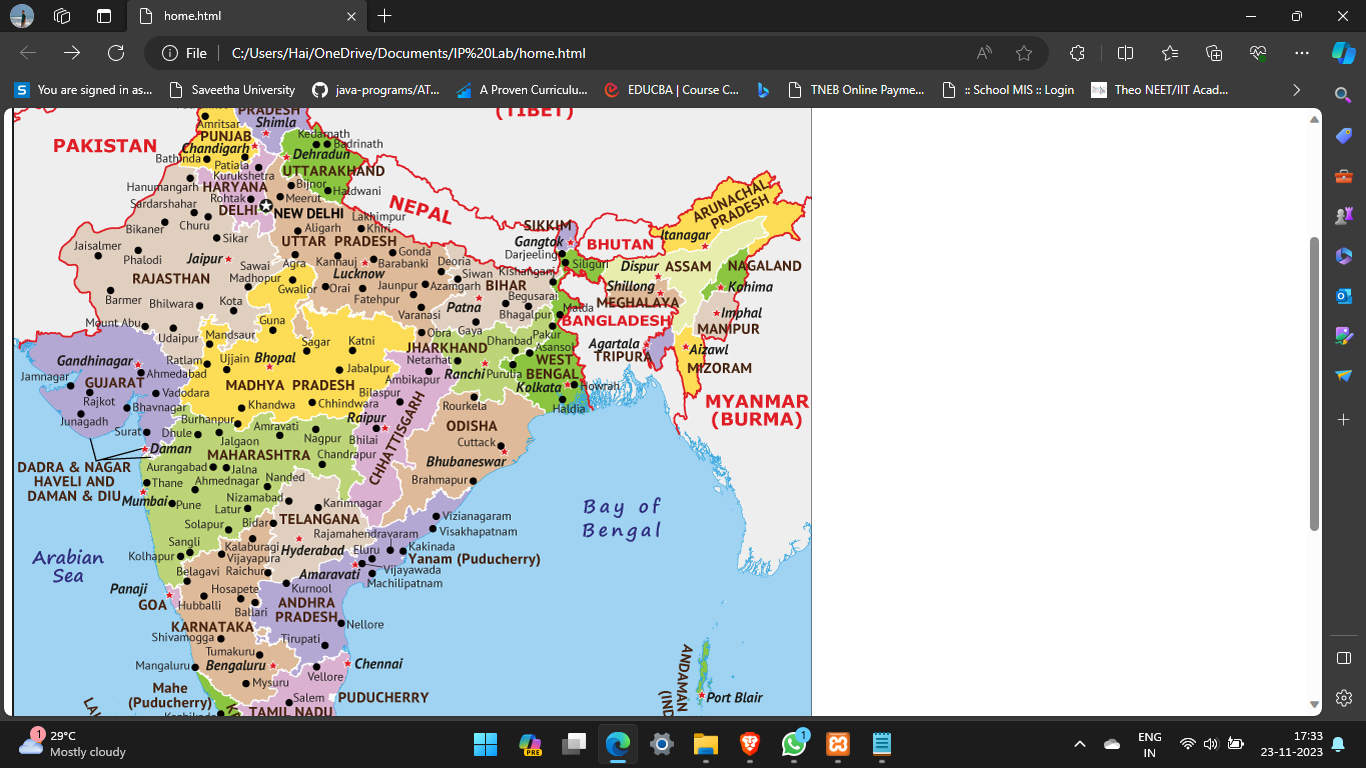 home.html
File
C:/Users/Hai/OneDrive/Documents/IP%20Lab/home.html
You are signed in as...
Saveetha University
java-programs/AT...
A Proven Curriculu...
EDUCBA | Course C...
TNEB Online Payme...
:: School MIS :: Login
Theo NEET/IIT Acad...
(TIBET)
PRADESH
Amritsar
Shimla
PAKISTAN
PUNJAB
Chandigarh
Kedarnath
Badrinath
Dehradun
Bathinda
Patiala
UTTARAKHAND
Kurukshetra
Hanumangarh
HARYANA
Bijnor
Haldwani
Rohtak
Meerut
Sardarshahar
DELHI
NEW DELHI
NEPAL
ARUNACHAL
PRADESH
Lakhimpur
Khiri
Bikaner
Churu
Aligarh
SIKKIM
Itanagar
Jaisalmer
Sikar
UTTAR PRADESH
Gangtok
BHUTAN
Phalodi
Jaipur
Agra
Kannauj
Gonda
Barabanki
Darjeeling
Siliguri
Dispur
ASSAM
NAGALAND
RAJASTHAN
Sawai
Madhopur
Lucknow
Deoria
Siwan
Kishangani
Gwalior
Orai
Jaunpur
Azamgarh
BIHAR
Shillong
Kohima
Barmer
Bhilwara
Kota
Fatehpur
Patna
Begusarai
MEGHALAYA
Varanasi
Bhagalpur
Malda
Imphal
Mount Abu
Guna
BANGLADESH
Udaipur
Mandsaur
Obra
Gaya
Pakur
MANIPUR
Sagar
Katni
JHARKHAND
Dhanbad
Asansol
Agartala
Aizawl
Gandhinagar
Ratlam
Ujjain
Bhopal
Netarhat
TRIPURA
Jamnagar
Ahmedabad
Jabalpur
Ambikapur
Ranchi
Purulia
WEST
BENGAL
MIZORAM
GUJARAT
MADHYA PRADESH
Kolkata
Howrah
Rajkot
Vadodara
Bilaspur
Bhavnagar
Khandwa
Chhindwara
Rourkela
Haldia
MYANMAR
(BURMA)
Junagadh
Burhanpur
Raipur
Surat
Dhule
Amravati
Nagpur
Bhilai
ODISHA
Daman
Jalgaon
Cuttack
CHHATTISGARH
DADRA & NAGAR
HAVELI AND
DAMAN & DIU
MAHARASHTRA
Chandrapur
Bhubaneswar
Aurangabad
Jalna
Thane
Ahmednagar
Nanded
Brahmapur
Mumbai
Pune
Latur
Nizamabad
Karimnagar
Bay of
Bengal
Solapur
Bidar
TELANGANA
Vizianagaram
Visakhapatnam
Rajamahendravaram
Sangli
Kalaburagi
Hyderabad
Eluru
Kakinada
Arabian
Sea
Kolhapur
Vijayapura
Yanam (Puducherry)
Belagavi
Raichur
Amaravati
Vijayawada
Machilipatnam
Panaji
Hosapete
Kurnool
GOA
Hubballi
Ballari
ANDHRA
PRADESH
KARNATAKA
Nellore
Shivamogga
Tirupati
Tumakuru
Mangaluru
Bengaluru
Chennai
Vellore
Mysuru
Mahe
(Puducherry)
Salem
PUDUCHERRY
TAMIL NADU
ANDAMAN
(IND
Port Blair
1
29°C
Mostly cloudy
PRE
1
ENG
IN
17:33
23-11-2023